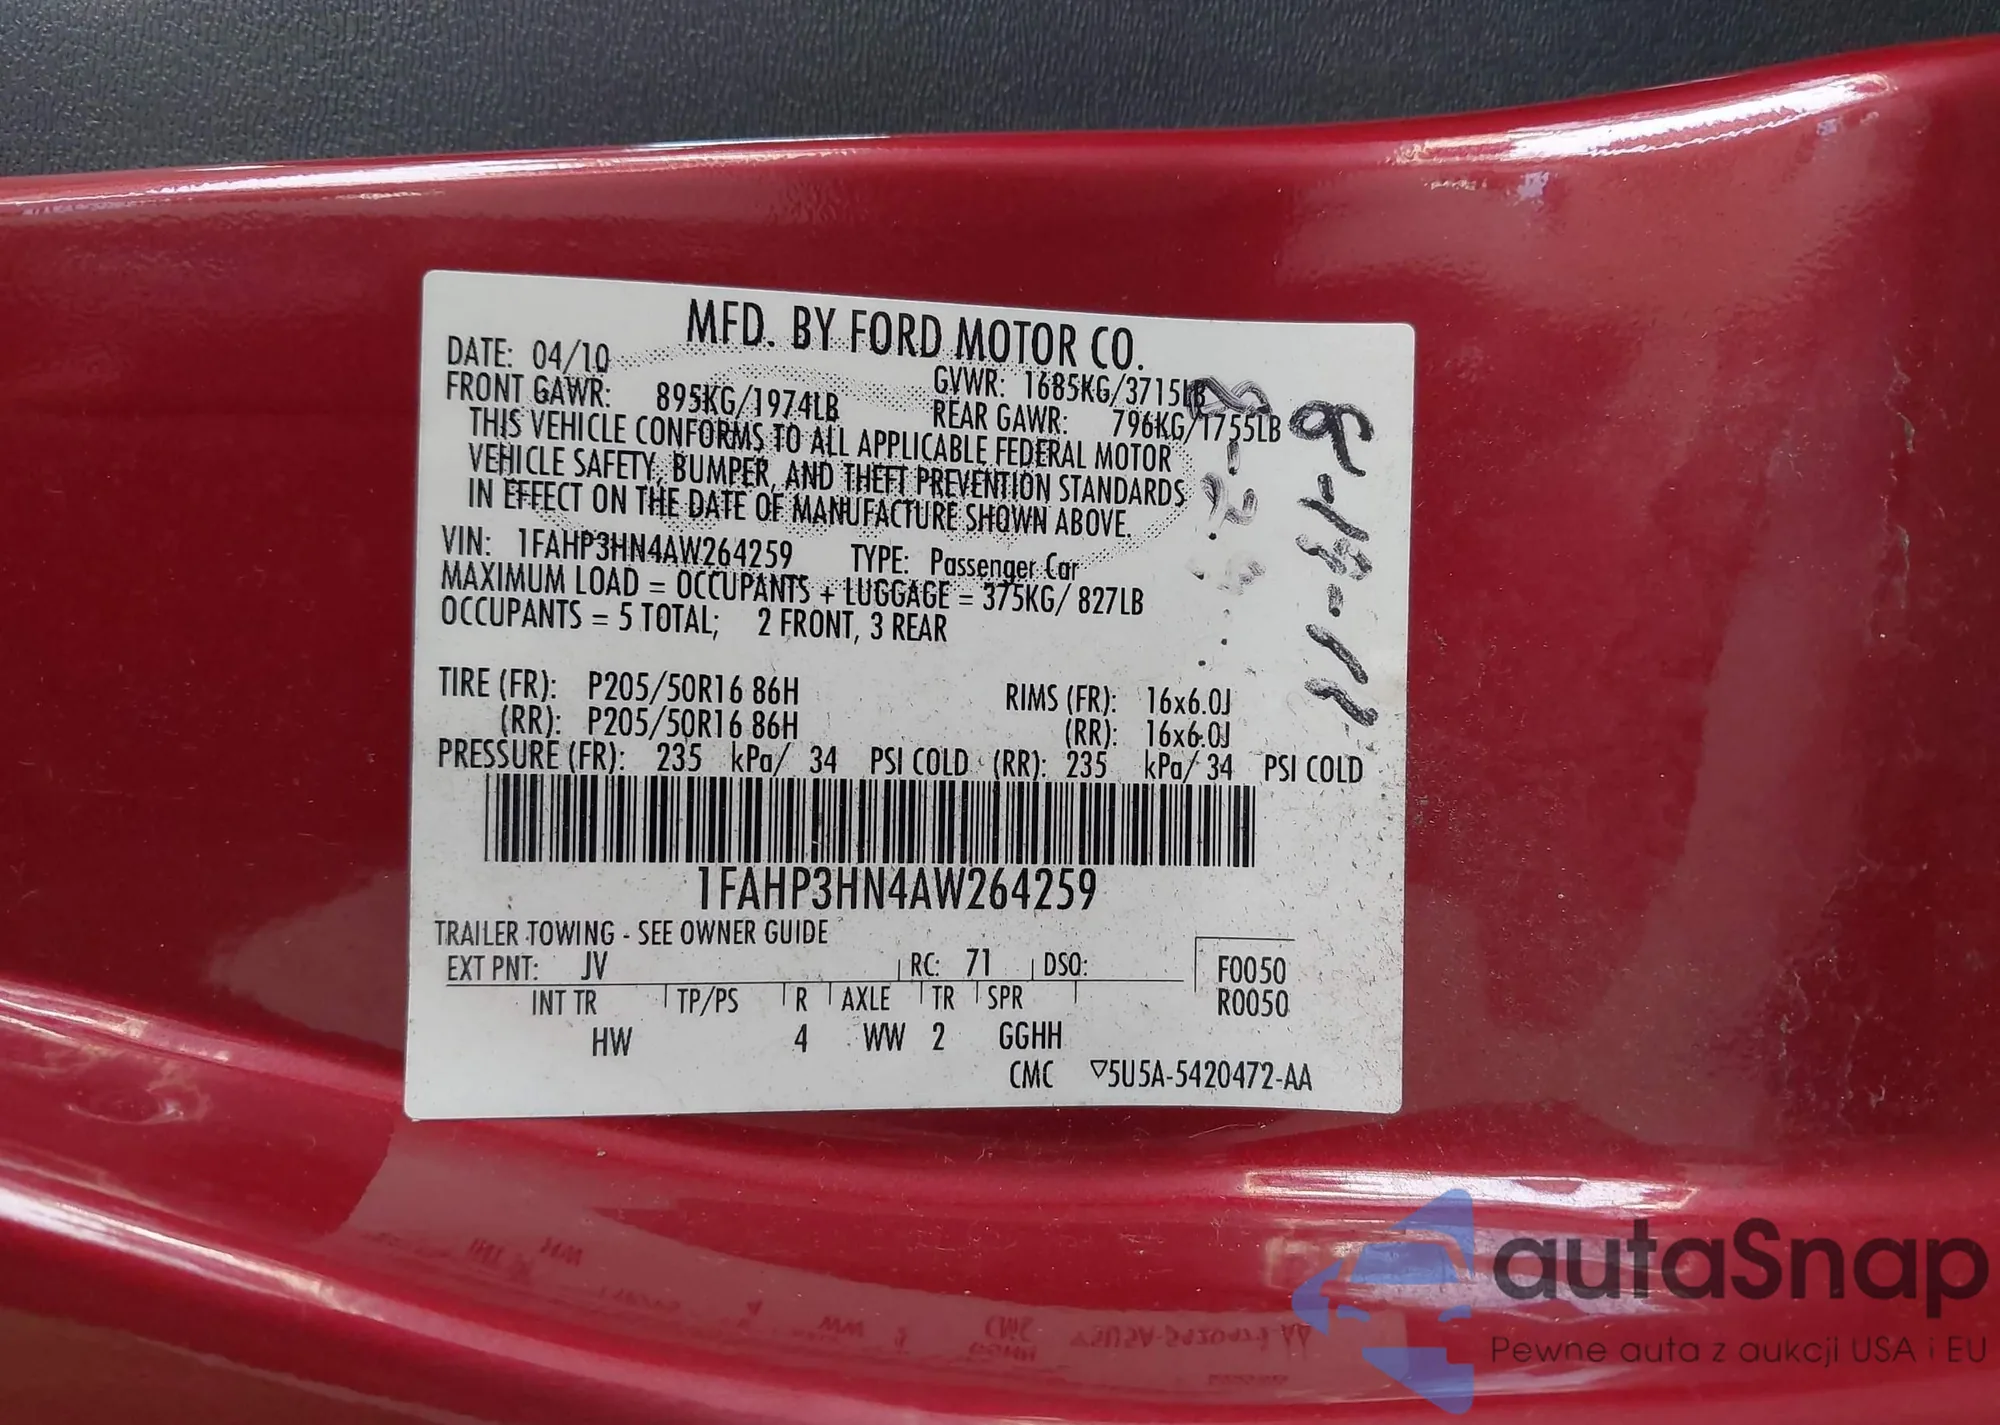 MFD. BY FORD MOTOR CO.
DATE: 04/10
GVWR: 1685KG/3715LB
FRONT GAWR: 895KG/1974LB
REAR GAWR: 796KG/1755LB
THIS VEHICLE CONFORMS TO ALL APPLICABLE FEDERAL MOTOR
VEHICLE SAFETY, BUMPER, AND THEFT PREVENTION STANDARDS
IN EFFECT ON THE DATE OF MANUFACTURE SHOWN ABOVE.
VIN: 1FAHP3HN4AW264259 TYPE: Passenger Car
MAXIMUM LOAD = OCCUPANTS + LUGGAGE = 375KG/ 827LB
OCCUPANTS = 5 TOTAL; 2 FRONT, 3 REAR
TIRE (FR): P205/50R16 86H RIMS (FR): 16x6.0J
(RR): P205/50R16 86H (RR): 16x6.0J
PRESSURE (FR): 235 kPa/ 34 PSI COLD (RR): 235 kPa/ 34 PSI COLD
1FAHP3HN4AW264259
TRAILER TOWING - SEE OWNER GUIDE
EXT PNT: JV RC: 71 DSO: F0050
INT TR TP/PS R AXLE TR SPR R0050
HW 4 WW 2 GGHH
CMC ▽5U5A-5420472-AA
autaSnap
Pewne auta z aukcji USA i EU